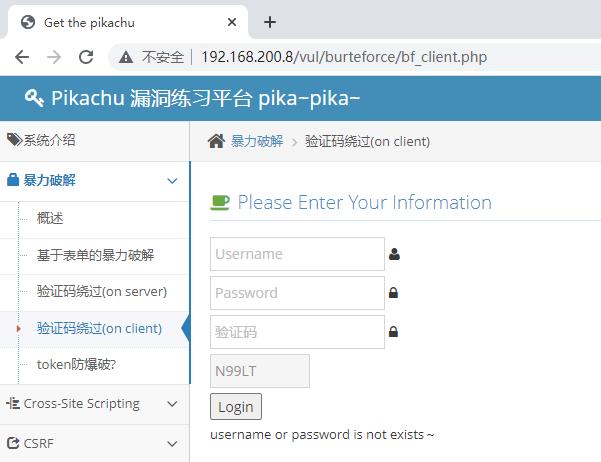 Get the pikachu
不安全 192.168.200.8/vul/burteforce/bf_client.php
Pikachu 漏洞练习平台 pika~pika~
系统介绍
暴力破解
概述
基于表单的暴力破解
验证码绕过(on server)
验证码绕过(on client)
token防爆破?
Cross-Site Scripting
CSRF
暴力破解 > 验证码绕过(on client)
Please Enter Your Information
Username
Password
验证码
N99LT
Login
username or password is not exists～